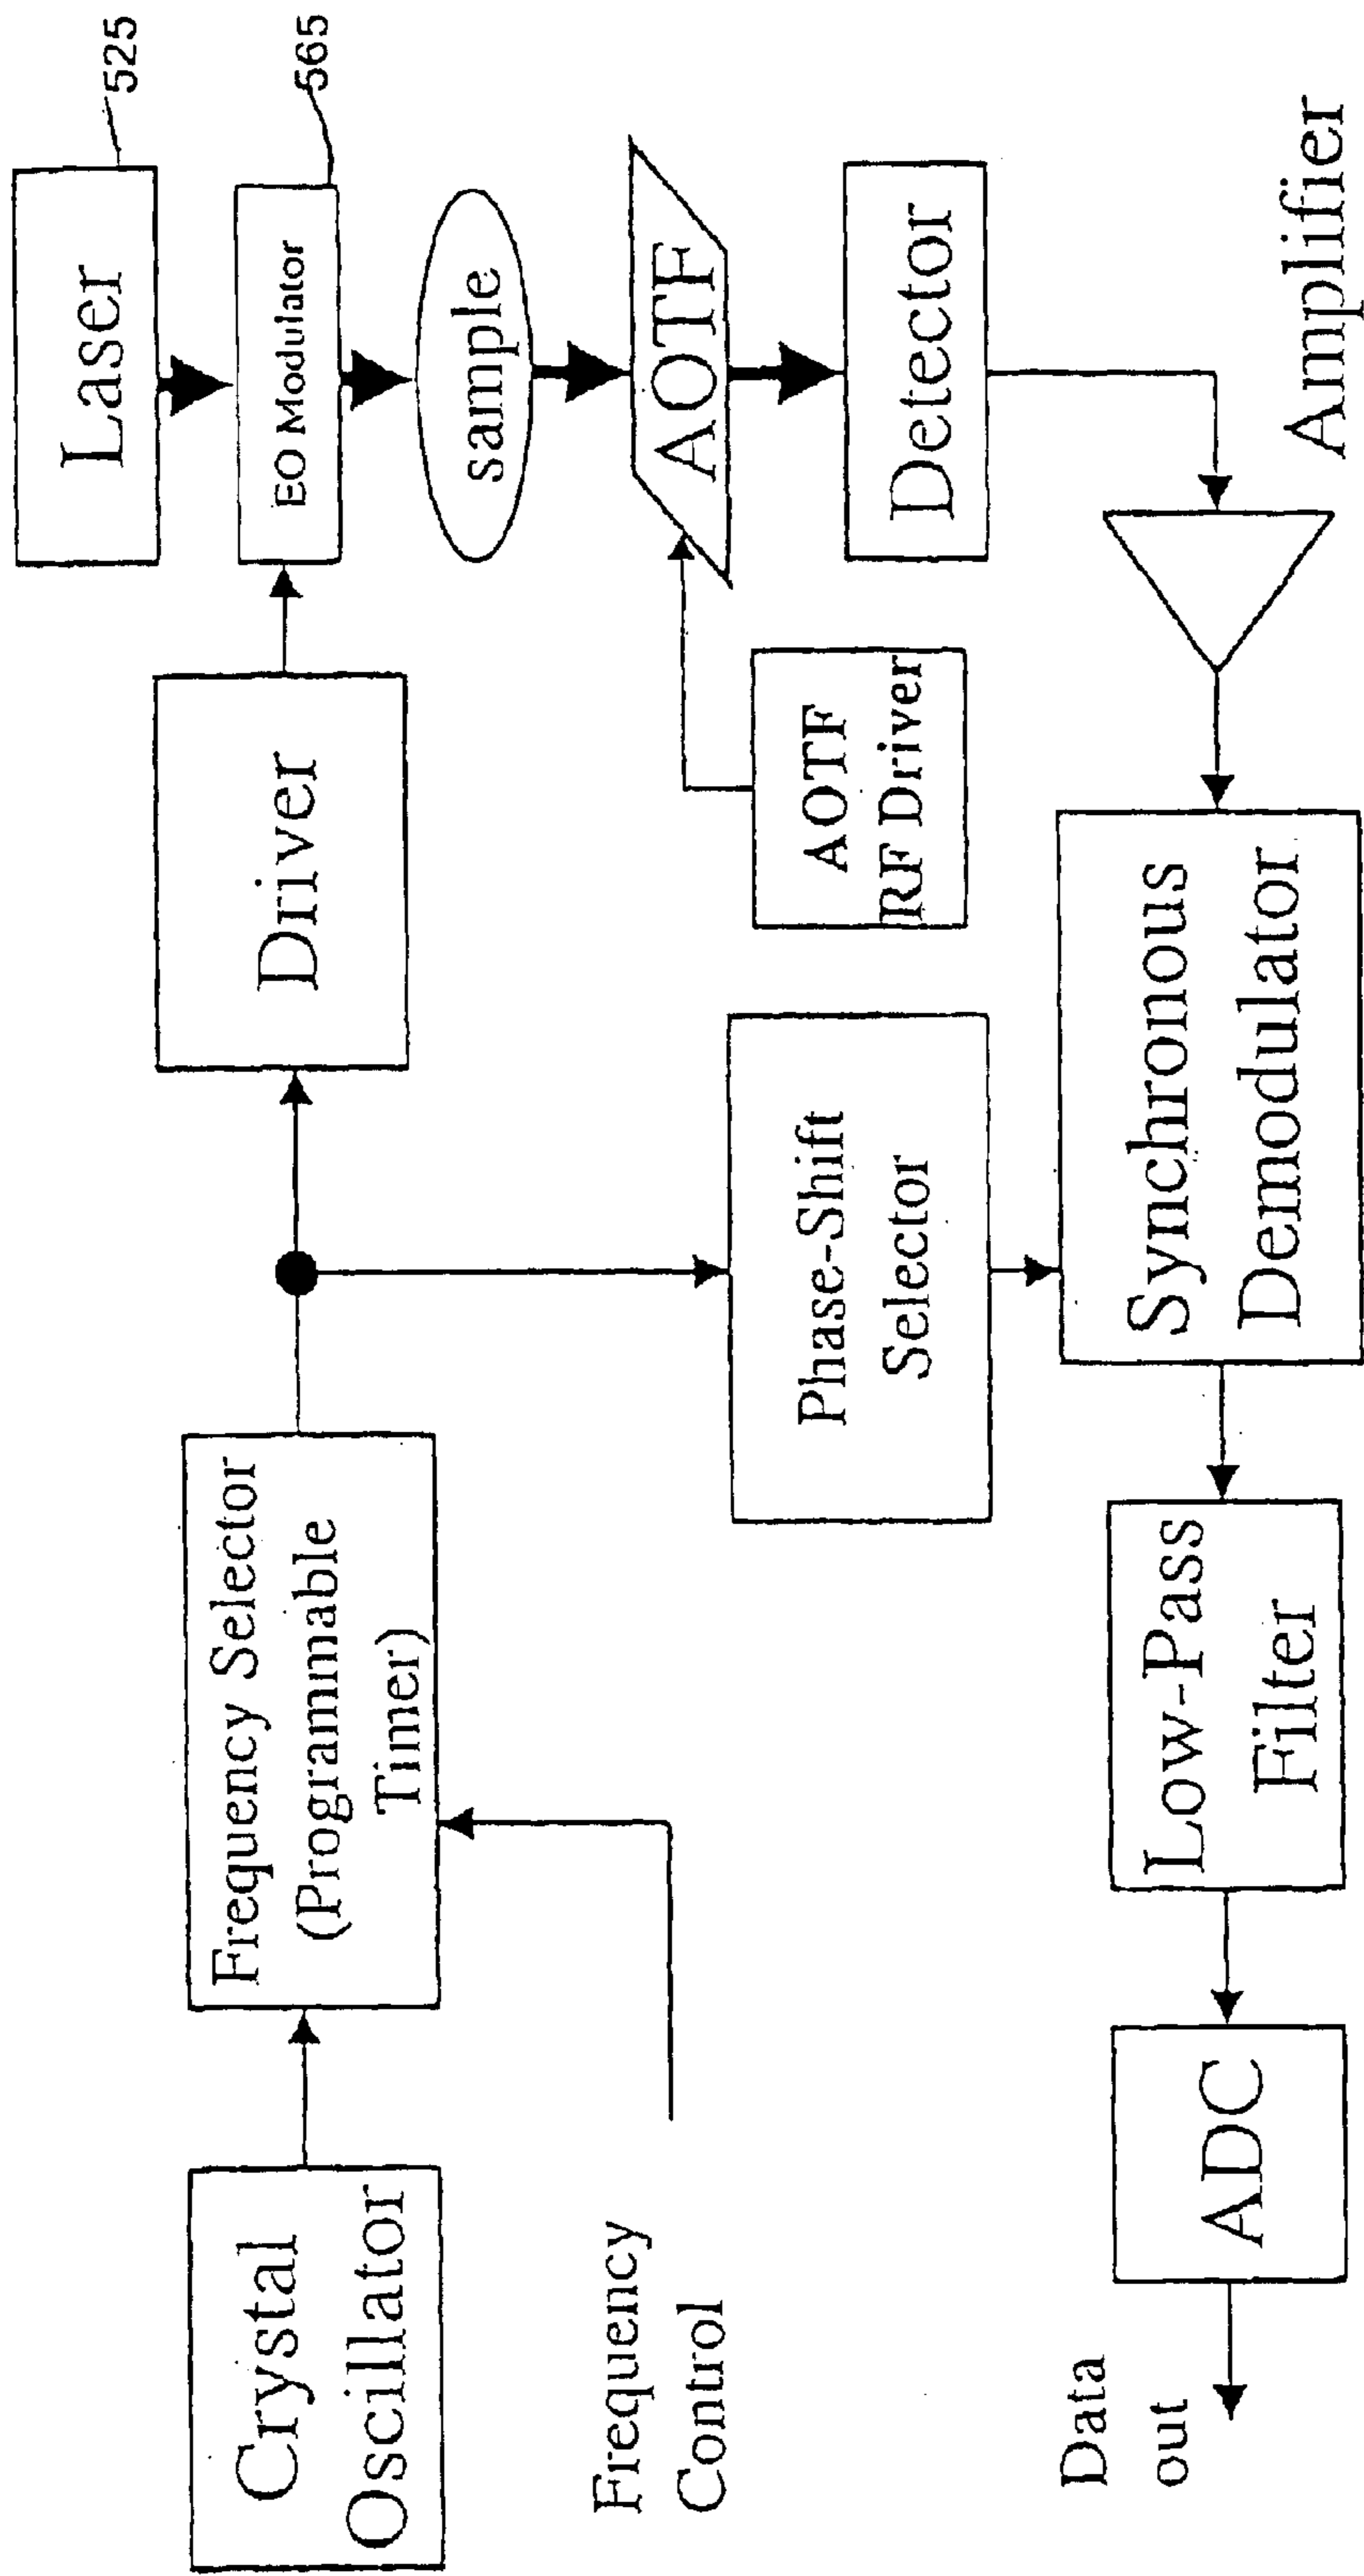 Crystal
Oscillator
Frequency Selector
(Programmable
Timer)
Driver
Laser
525
EO Modulator
565
sample
AOTF
Detector
AOTF
RF Driver
Phase-Shift
Selector
Frequency
Control
Data
out
ADC
Low-Pass
Filter
Synchronous
Demodulator
Amplifier